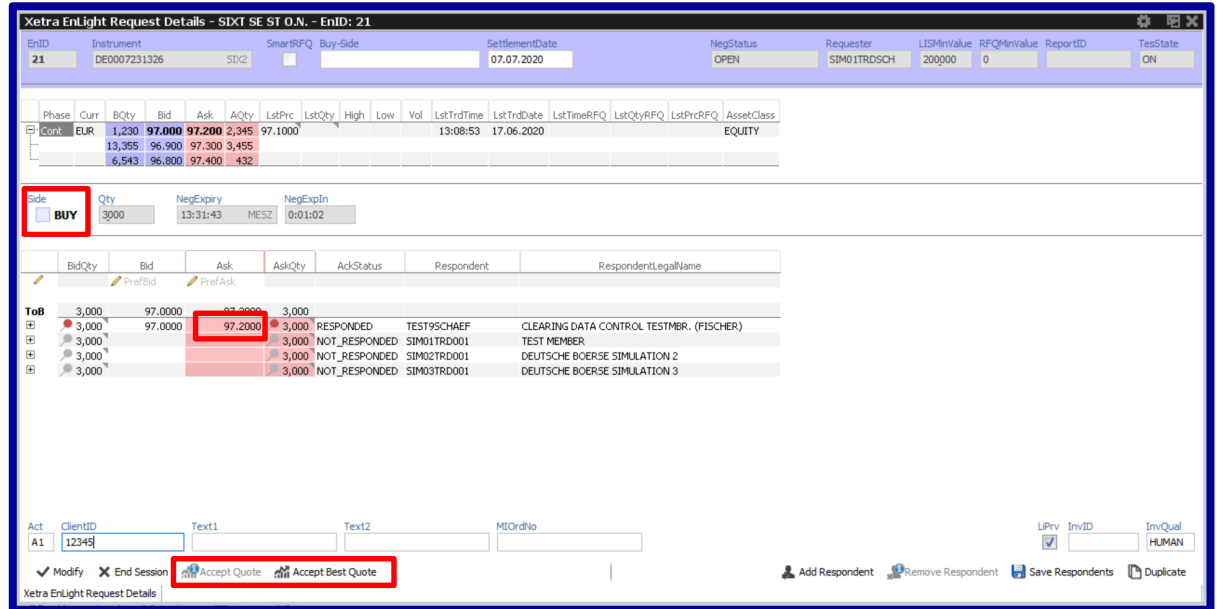 Xetra EnLight Request Details - SIXT SE ST O.N. - EnID: 21
EnID Instrument SmartRFQ Buy-Side SettlementDate NegStatus Requester LISMinValue RFQMinValue ReportID TesState
21 DE0007231326 SIX2 07.07.2020 OPEN SIM01TRDSCH 200000 0 ON
Phase Curr BQty Bid Ask AQty LstPrc LstQty High Low Vol LstTrdTime LstTrdDate LstTimeRFQ LstQtyRFQ LstPrcRFQ AssetClass
Cont EUR 1,230 97.000 97.200 2,345 97.1000 13:08:53 17.06.2020 EQUITY
13,355 96.900 97.300 3,455
6,543 96.800 97.400 432
Side Qty NegExpiry NegExpIn
BUY 3000 13:31:43 MESZ 0:01:02
BidQty Bid Ask AskQty AckStatus Respondent RespondentLegalName
PrefBid PrefAsk
ToB 3,000 97.0000 97.2000 3,000
3,000 97.0000 97.2000 3,000 RESPONDED TEST9SCHAEF CLEARING DATA CONTROL TESTMBR. (FISCHER)
3,000 3,000 NOT_RESPONDED SIM01TRD001 TEST MEMBER
3,000 3,000 NOT_RESPONDED SIM02TRD001 DEUTSCHE BOERSE SIMULATION 2
3,000 3,000 NOT_RESPONDED SIM03TRD001 DEUTSCHE BOERSE SIMULATION 3
Act ClientID Text1 Text2 MIOrdNo LiPrv InvID InvQual
A1 12345 HUMAN
Modify End Session Accept Quote Accept Best Quote Add Respondent Remove Respondent Save Respondents Duplicate
Xetra EnLight Request Details